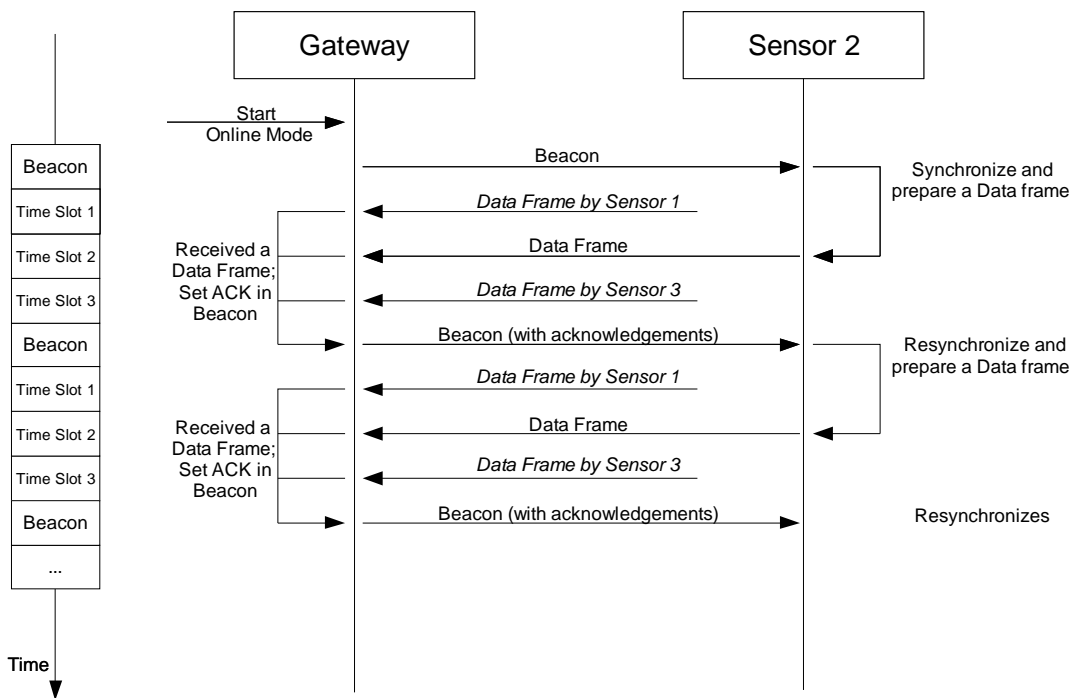 Gateway
Sensor 2
Start
Online Mode
Beacon
Time Slot 1
Time Slot 2
Time Slot 3
Beacon
Time Slot 1
Time Slot 2
Time Slot 3
Beacon
...
Time
Beacon
Synchronize and
prepare a Data frame
Data Frame by Sensor 1
Received a
Data Frame;
Set ACK in
Beacon
Data Frame
Data Frame by Sensor 3
Beacon (with acknowledgements)
Resynchronize and
prepare a Data frame
Data Frame by Sensor 1
Received a
Data Frame;
Set ACK in
Beacon
Data Frame
Data Frame by Sensor 3
Beacon (with acknowledgements)
Resynchronizes